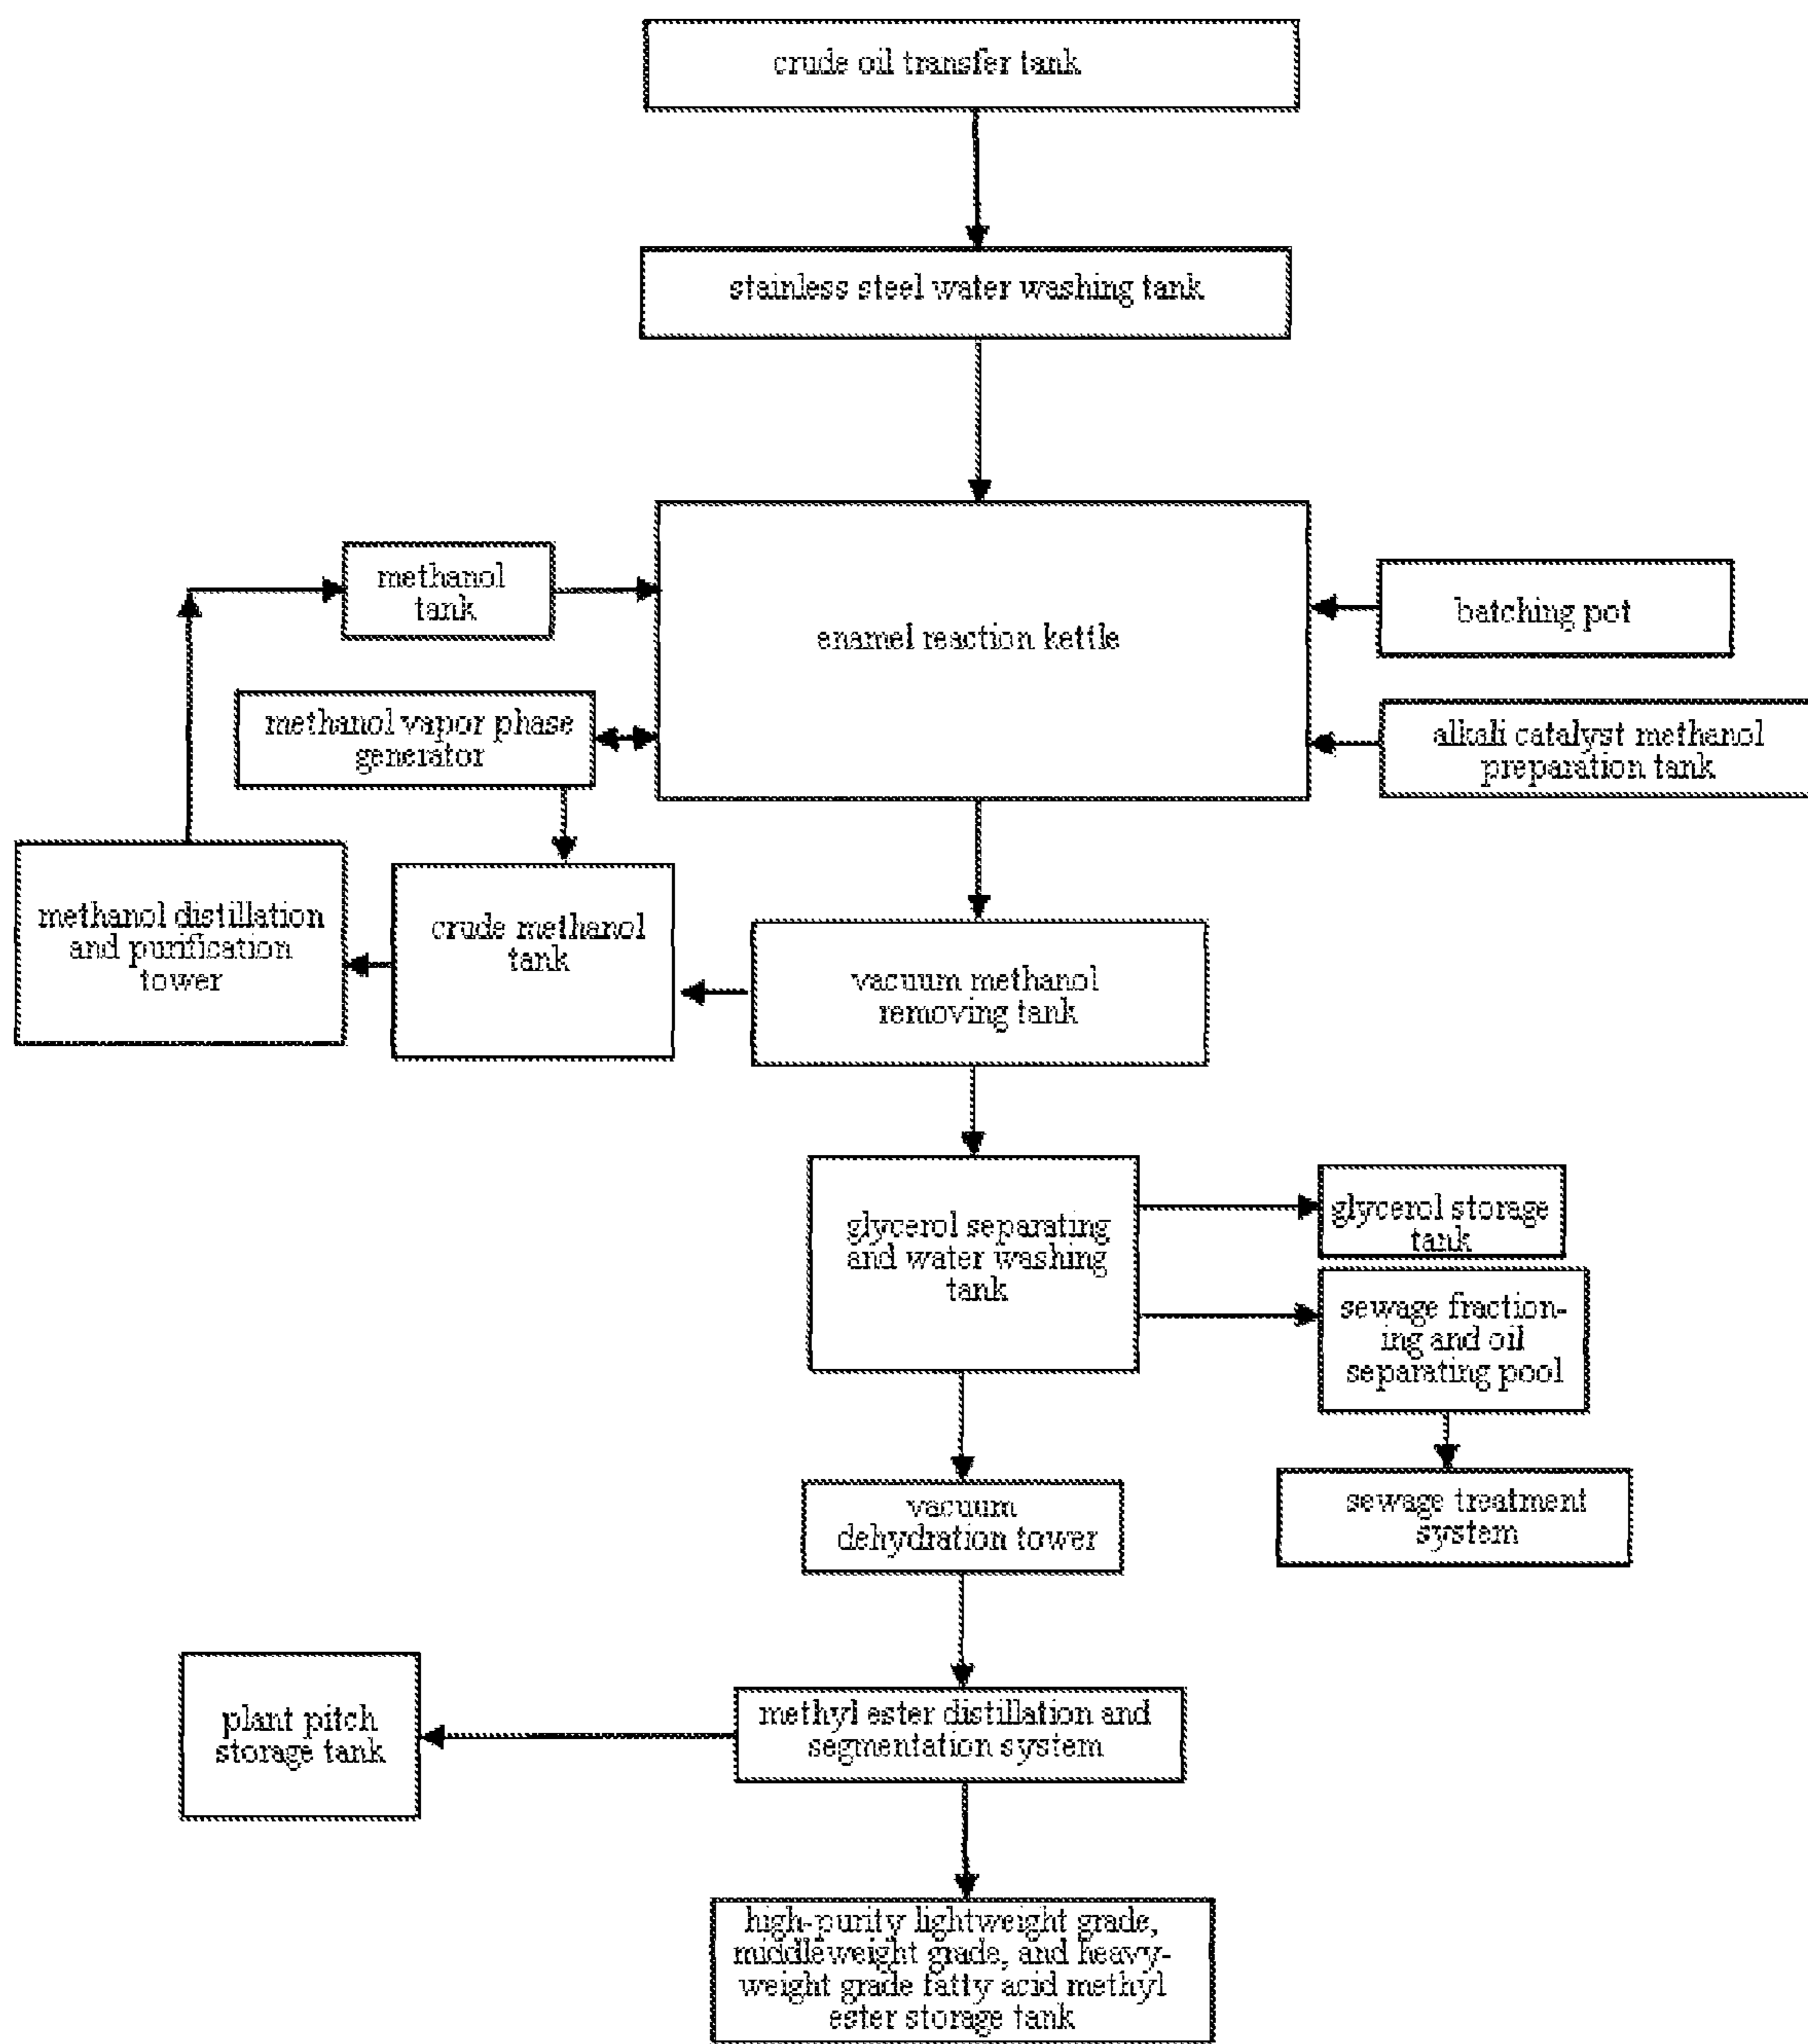 crude oil transfer tank
stainless steel water washing tank
methanol
tank
enamel reaction kettle
batching pot
methanol vapor phase
generator
alkali catalyst methanol
preparation tank
methanol distillation
and purification
tower
crude methanol
tank
vacuum methanol
removing tank
glycerol separating
and water washing
tank
glycerol storage
tank
sewage fraction-
ing and oil
separating pool
vacuum
dehydration tower
sewage treatment
system
plant pitch
storage tank
methyl ester distillation and
segmentation system
high-purity lightweight grade,
middleweight grade, and heavy-
weight grade fatty acid methyl
ester storage tank